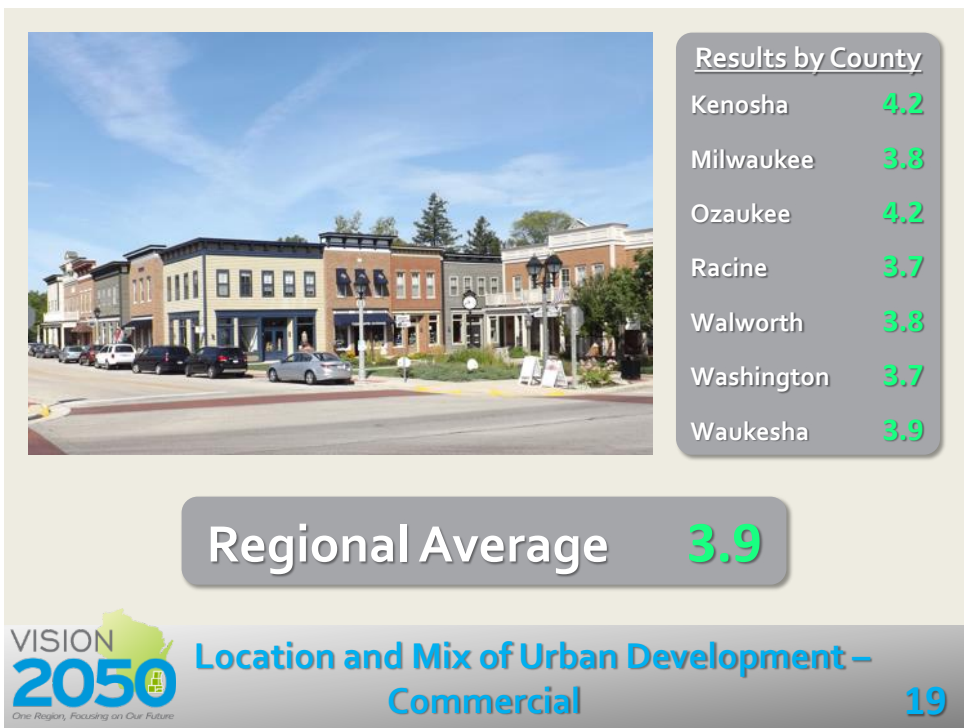 Results by County
Kenosha 4.2
Milwaukee 3.8
Ozaukee 4.2
Racine 3.7
Walworth 3.8
Washington 3.7
Waukesha 3.9
Regional Average 3.9
VISION
2050
One Region, Focusing on Our Future
Location and Mix of Urban Development –
Commercial
19